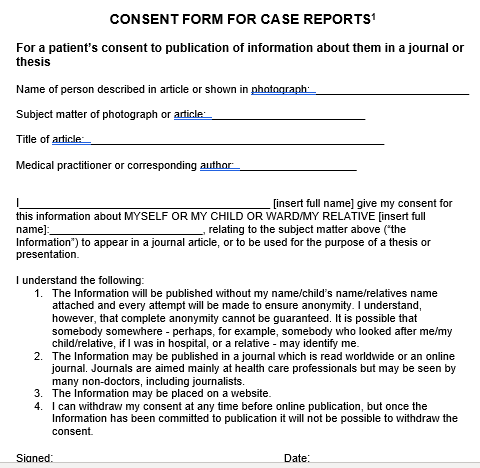 CONSENT FORM FOR CASE REPORTS¹
For a patient's consent to publication of information about them in a journal or
thesis
Name of person described in article or shown in photograph:_______________________________
Subject matter of photograph or article:_______________________________
Title of article:_______________________________
Medical practitioner or corresponding author:_______________________________
I_______________________________ [insert full name] give my consent for
this information about MYSELF OR MY CHILD OR WARD/MY RELATIVE [insert full
name]:_______________________________, relating to the subject matter above ("the
Information") to appear in a journal article, or to be used for the purpose of a thesis or
presentation.
I understand the following:
1. The Information will be published without my name/child's name/relatives name
attached and every attempt will be made to ensure anonymity. I understand,
however, that complete anonymity cannot be guaranteed. It is possible that
somebody somewhere - perhaps, for example, somebody who looked after me/my
child/relative, if I was in hospital, or a relative - may identify me.
2. The Information may be published in a journal which is read worldwide or an online
journal. Journals are aimed mainly at health care professionals but may be seen by
many non-doctors, including journalists.
3. The Information may be placed on a website.
4. I can withdraw my consent at any time before online publication, but once the
Information has been committed to publication it will not be possible to withdraw the
consent.
Signed: Date: